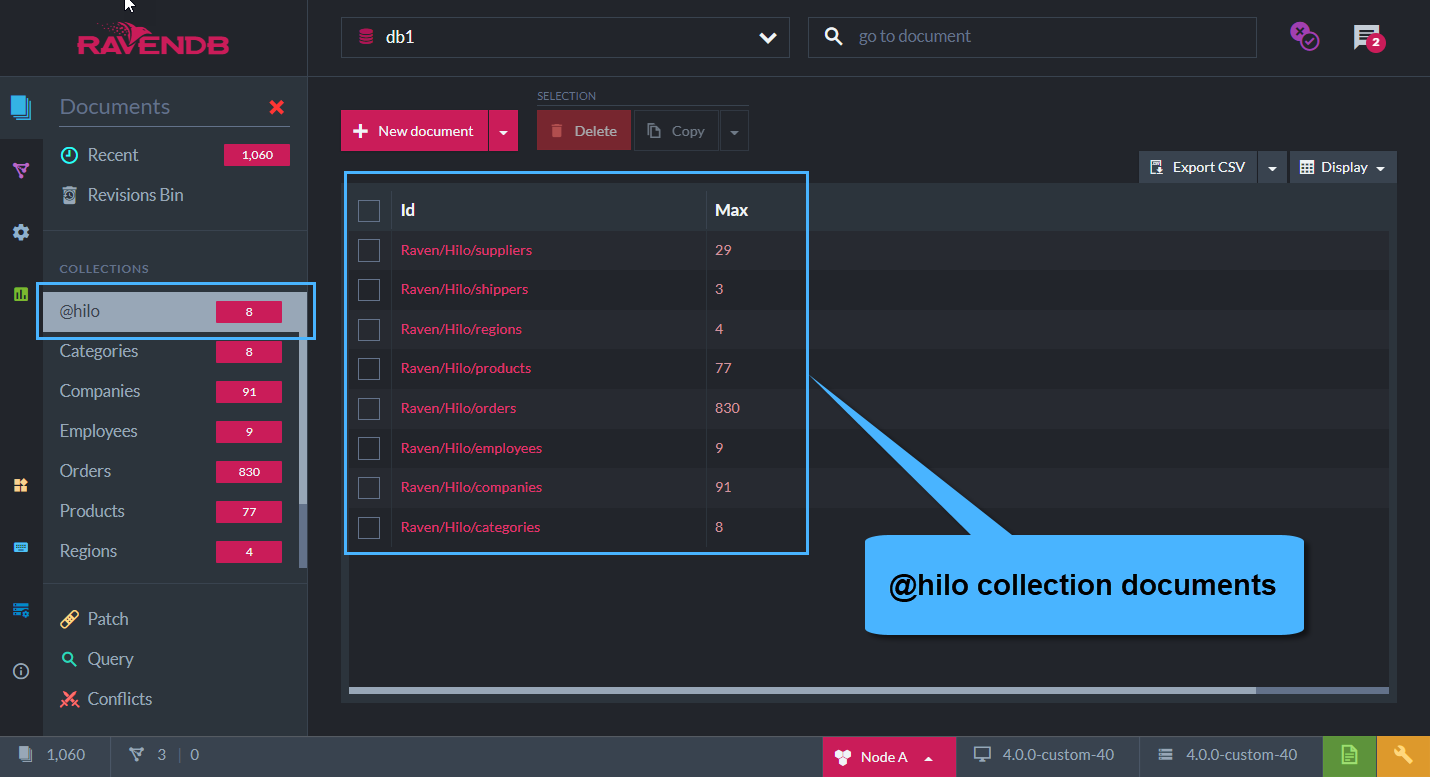 RAVENDB
db1
go to document
2
Documents
Recent 1,060
Revisions Bin
COLLECTIONS
@hilo 8
Categories 8
Companies 91
Employees 9
Orders 830
Products 77
Regions 4
Patch
Query
Conflicts
SELECTION
New document Delete Copy
Export CSV Display
Id Max
Raven/Hilo/suppliers 29
Raven/Hilo/shippers 3
Raven/Hilo/regions 4
Raven/Hilo/products 77
Raven/Hilo/orders 830
Raven/Hilo/employees 9
Raven/Hilo/companies 91
Raven/Hilo/categories 8
@hilo collection documents
1,060 3 | 0 Node A 4.0.0-custom-40 4.0.0-custom-40